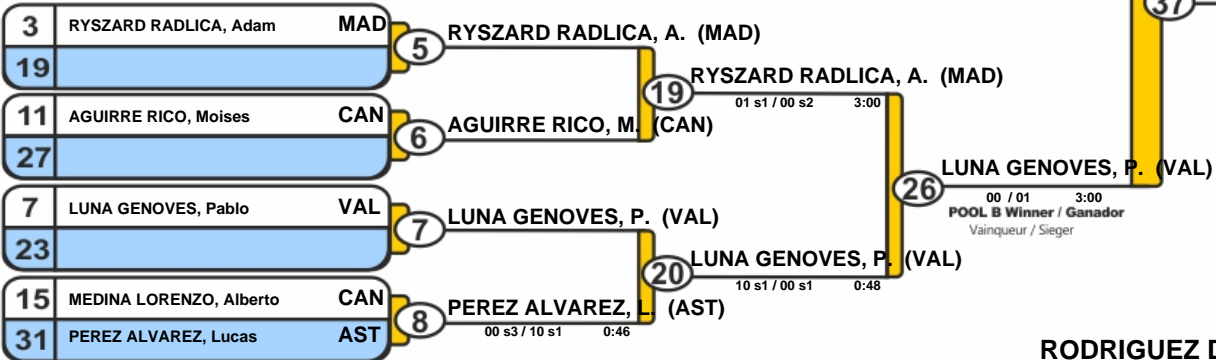 3 RYSZARD RADLICA, Adam MAD
19
5
RYSZARD RADLICA, A. (MAD)
11 AGUIRRE RICO, Moises CAN
27
6
AGUIRRE RICO, M. (CAN)
19
RYSZARD RADLICA, A. (MAD)
01 s1 / 00 s2 3:00
7 LUNA GENOVES, Pablo VAL
23
7
LUNA GENOVES, P. (VAL)
15 MEDINA LORENZO, Alberto CAN
31 PEREZ ALVAREZ, Lucas AST
8
PEREZ ALVAREZ, L. (AST)
00 s3 / 10 s1 0:46
20
LUNA GENOVES, P. (VAL)
10 s1 / 00 s1 0:48
26
LUNA GENOVES, P. (VAL)
00 / 01 3:00
POOL B Winner / Ganador
Vainqueur / Sieger
37
RODRIGUEZ